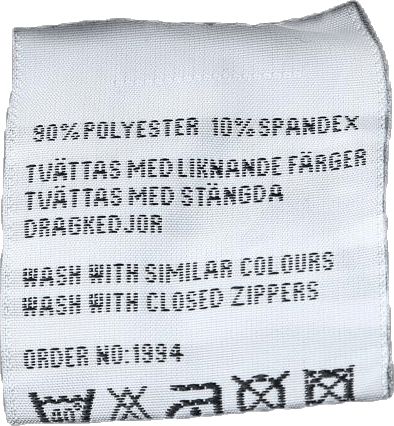 90% POLYESTER 10% SPANDEX
TVÄTTAS MED LIKNANDE FÄRGER
TVÄTTAS MED STÄNGDA
DRAGKEDJOR
WASH WITH SIMILAR COLOURS
WASH WITH CLOSED ZIPPERS
ORDER NO: 1994